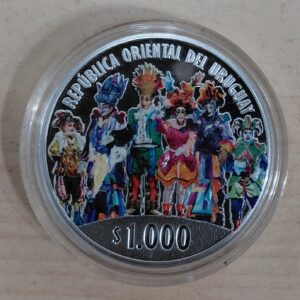 REPÚBLICA ORIENTAL DEL URUGUAY
$ 1.000